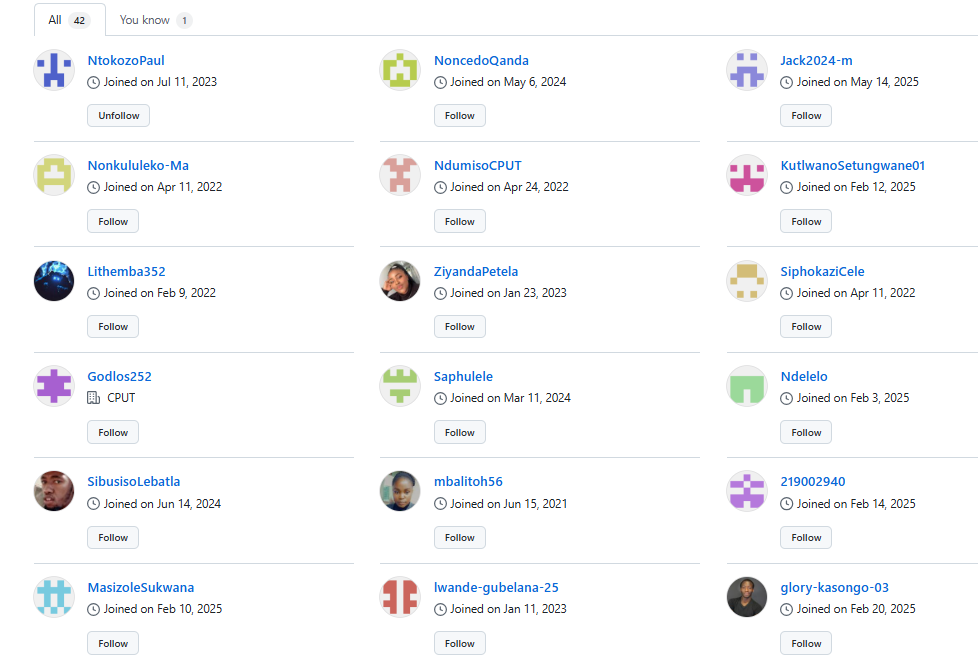 All 42 You know 1
NtokozoPaul
Joined on Jul 11, 2023
Unfollow
NoncedoQanda
Joined on May 6, 2024
Follow
Jack2024-m
Joined on May 14, 2025
Follow
Nonkululeko-Ma
Joined on Apr 11, 2022
Follow
NdumisoCPUT
Joined on Apr 24, 2022
Follow
KutlwanoSetungwane01
Joined on Feb 12, 2025
Follow
Lithemba352
Joined on Feb 9, 2022
Follow
ZiyandaPetela
Joined on Jan 23, 2023
Follow
SiphokaziCele
Joined on Apr 11, 2022
Follow
Godlos252
CPUT
Follow
Saphulele
Joined on Mar 11, 2024
Follow
Ndelelo
Joined on Feb 3, 2025
Follow
SibusisoLebatla
Joined on Jun 14, 2024
Follow
mbalitoh56
Joined on Jun 15, 2021
Follow
219002940
Joined on Feb 14, 2025
Follow
MasizoleSukwana
Joined on Feb 10, 2025
Follow
lwande-gubelana-25
Joined on Jan 11, 2023
Follow
glory-kasongo-03
Joined on Feb 20, 2025
Follow